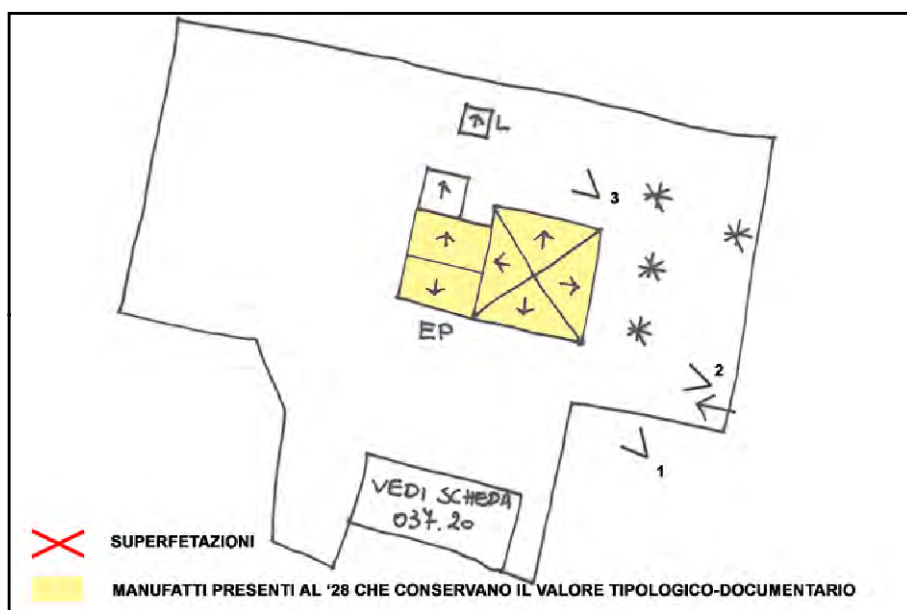 L
3
EP
2
1
VEDI SCHEDA
037.20
SUPERFETAZIONI
MANUFATTI PRESENTI AL '28 CHE CONSERVANO IL VALORE TIPOLOGICO-DOCUMENTARIO